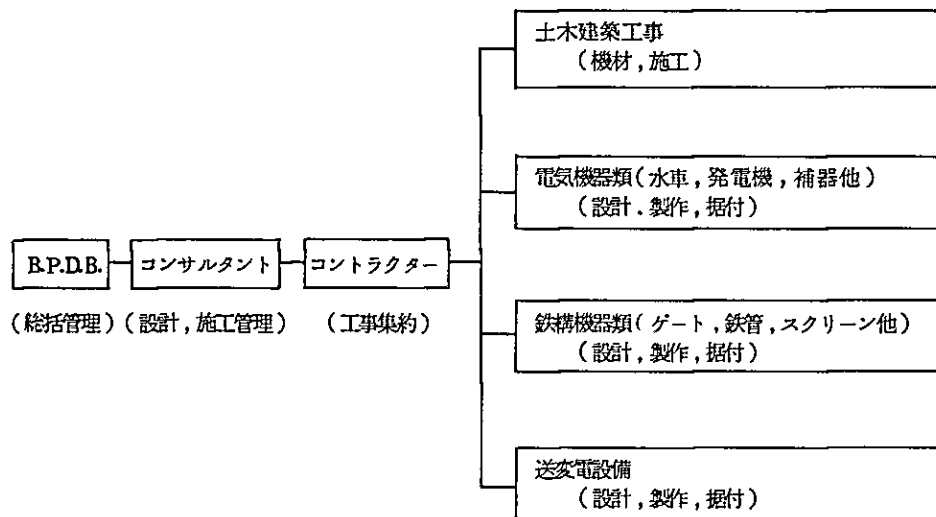 土木建築工事
(機材,施工)
電気機器類(水車,発電機,補器他)
(設計.製作,据付)
B.P.D.B.
コンサルタント
コントラクター
(総括管理)(設計,施工管理)
(工事集約)
鉄構機器類(ゲート,鉄管,スクリーン他)
(設計,製作,据付)
送変電設備
(設計,製作,据付)